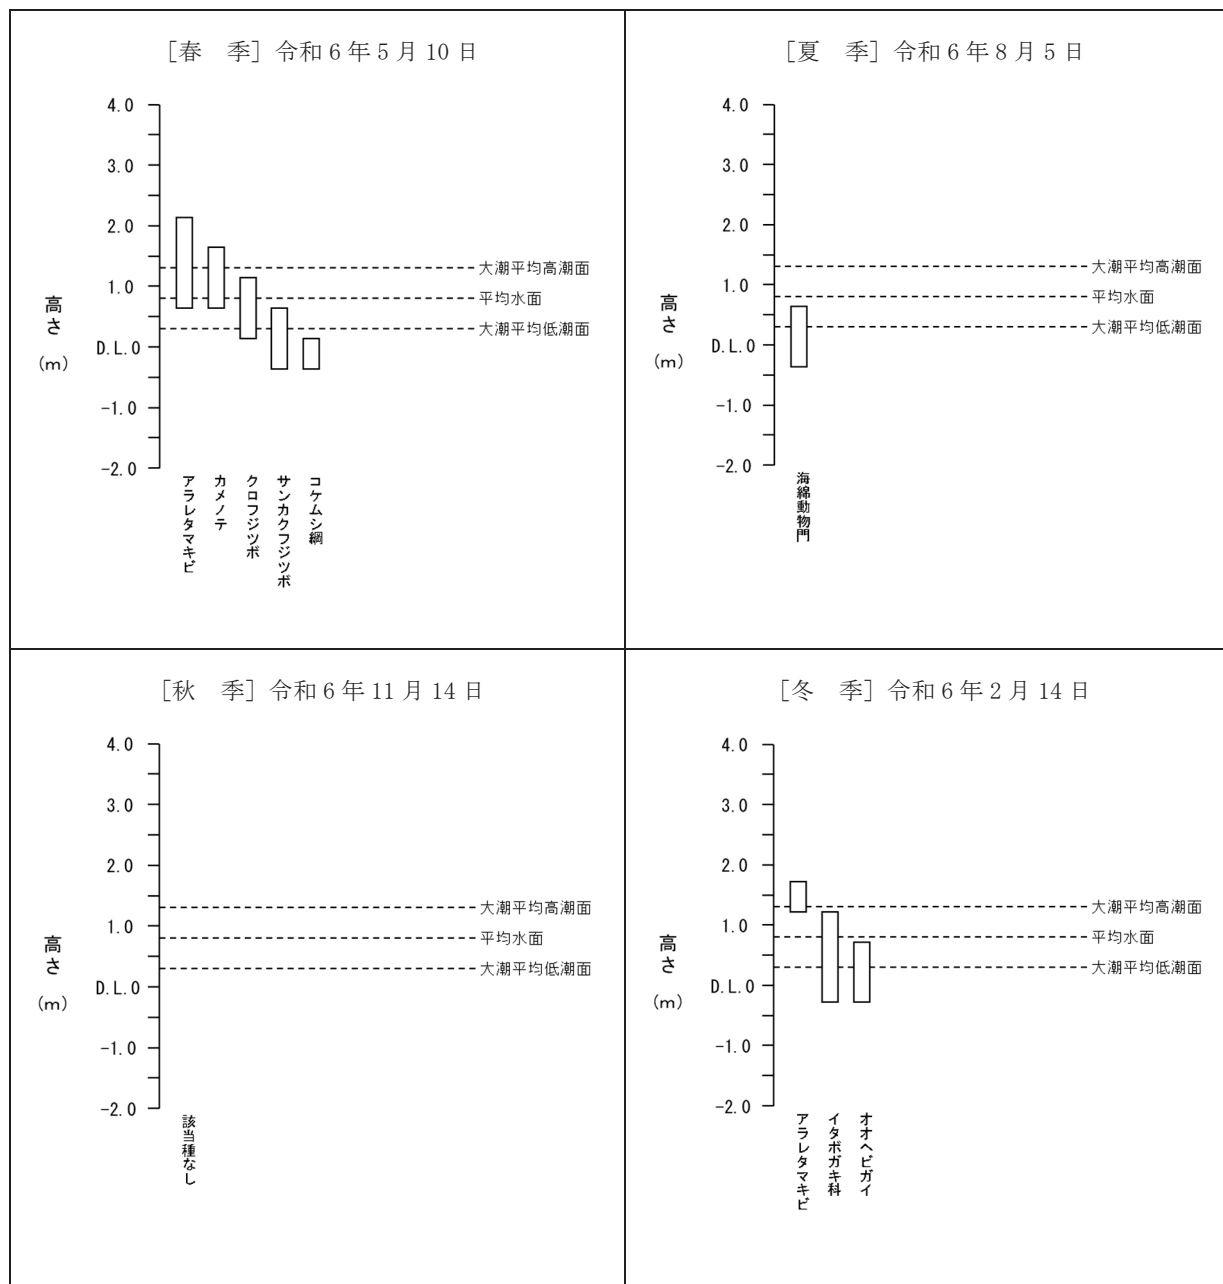 ［春　季］令和6年5月10日
4.0
3.0
2.0
1.0
D.L.0
-1.0
-2.0
高さ
(m)
大潮平均高潮面
平均水面
大潮平均低潮面
アラレタマキビ
カメノテ
クロフジツボ
サンカクフジツボ
コケムシ綱
［夏　季］令和6年8月5日
4.0
3.0
2.0
1.0
D.L.0
-1.0
-2.0
高さ
(m)
大潮平均高潮面
平均水面
大潮平均低潮面
海綿動物門
［秋　季］令和6年11月14日
4.0
3.0
2.0
1.0
D.L.0
-1.0
-2.0
高さ
(m)
大潮平均高潮面
平均水面
大潮平均低潮面
該当種なし
［冬　季］令和6年2月14日
4.0
3.0
2.0
1.0
D.L.0
-1.0
-2.0
高さ
(m)
大潮平均高潮面
平均水面
大潮平均低潮面
アラレタマキビ
イタボガキ科
オオヘビガイ